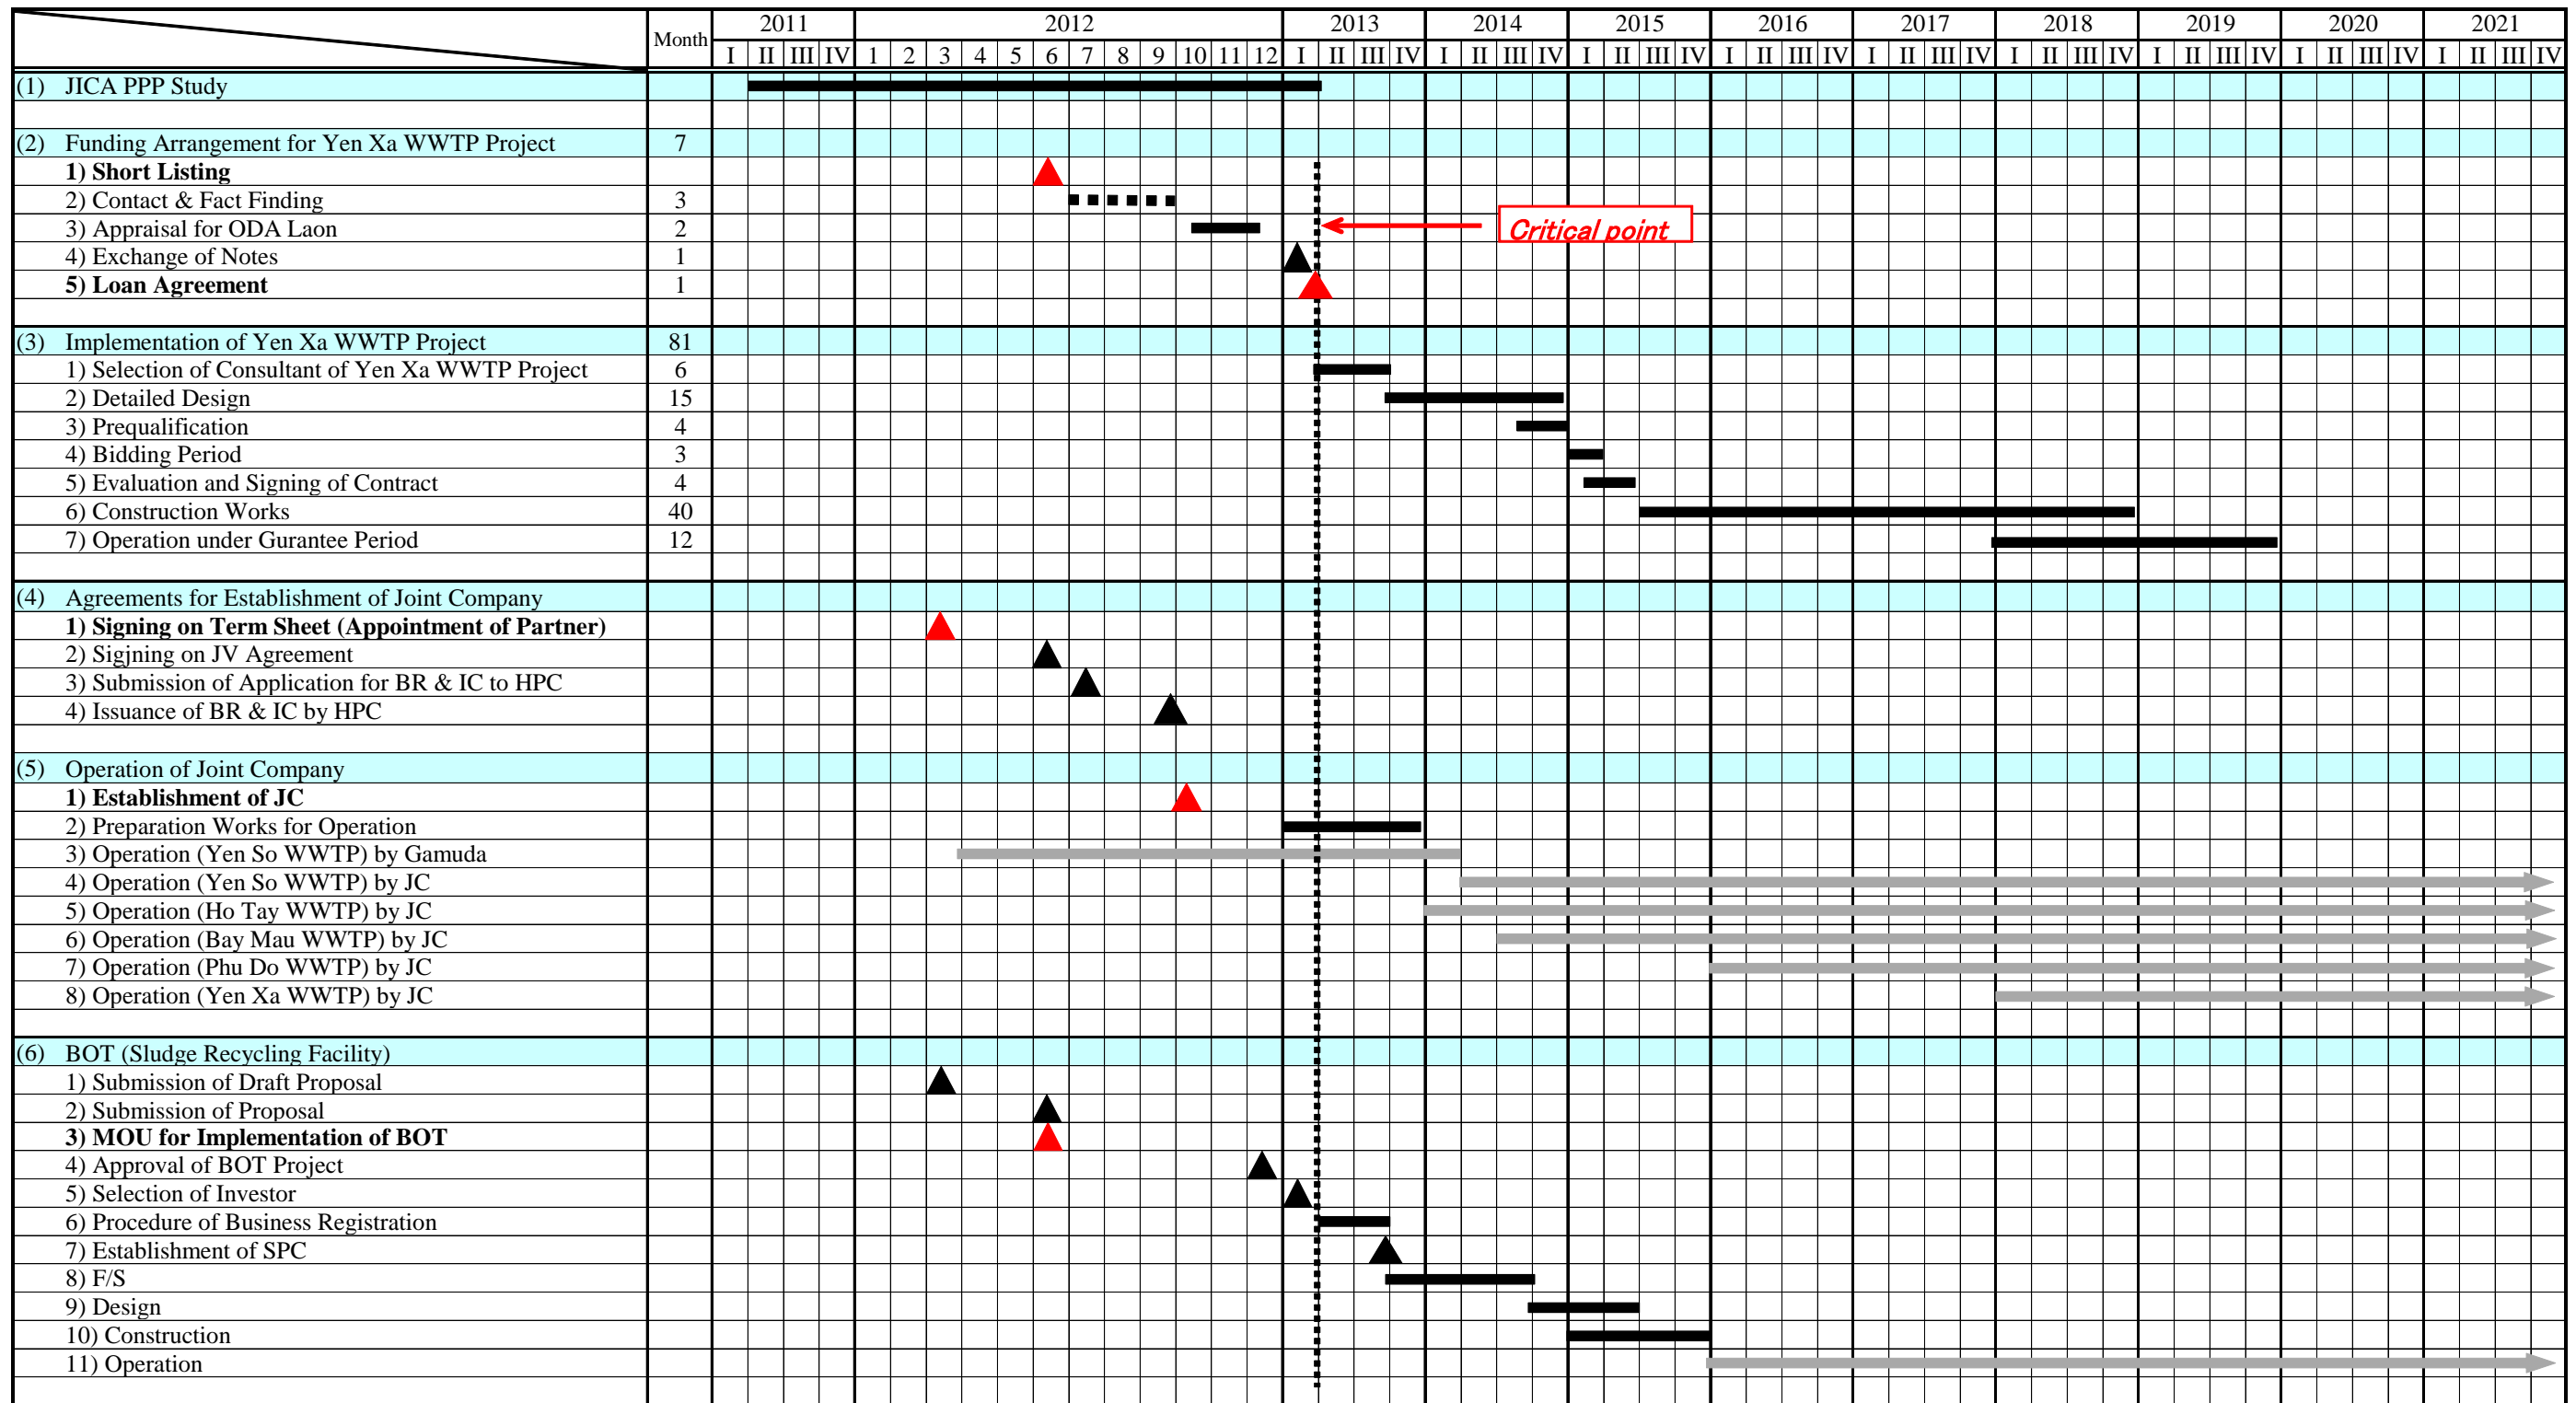 2011 2012 2013 2014 2015 2016 2017 2018 2019 2020 2021
Month
I II III IV 1 2 3 4 5 6 7 8 9 10 11 12 I II III IV I II III IV I II III IV I II III IV I II III IV I II III IV I II III IV I II III IV I II III IV
(1) JICA PPP Study
(2) Funding Arrangement for Yen Xa WWTP Project 7
1) Short Listing
2) Contact & Fact Finding 3
3) Appraisal for ODA Laon 2
Critical point
4) Exchange of Notes 1
5) Loan Agreement 1
(3) Implementation of Yen Xa WWTP Project 81
1) Selection of Consultant of Yen Xa WWTP Project 6
2) Detailed Design 15
3) Prequalification 4
4) Bidding Period 3
5) Evaluation and Signing of Contract 4
6) Construction Works 40
7) Operation under Gurantee Period 12
(4) Agreements for Establishment of Joint Company
1) Signing on Term Sheet (Appointment of Partner)
2) Sigjning on JV Agreement
3) Submission of Application for BR & IC to HPC
4) Issuance of BR & IC by HPC
(5) Operation of Joint Company
1) Establishment of JC
2) Preparation Works for Operation
3) Operation (Yen So WWTP) by Gamuda
4) Operation (Yen So WWTP) by JC
5) Operation (Ho Tay WWTP) by JC
6) Operation (Bay Mau WWTP) by JC
7) Operation (Phu Do WWTP) by JC
8) Operation (Yen Xa WWTP) by JC
(6) BOT (Sludge Recycling Facility)
1) Submission of Draft Proposal
2) Submission of Proposal
3) MOU for Implementation of BOT
4) Approval of BOT Project
5) Selection of Investor
6) Procedure of Business Registration
7) Establishment of SPC
8) F/S
9) Design
10) Construction
11) Operation